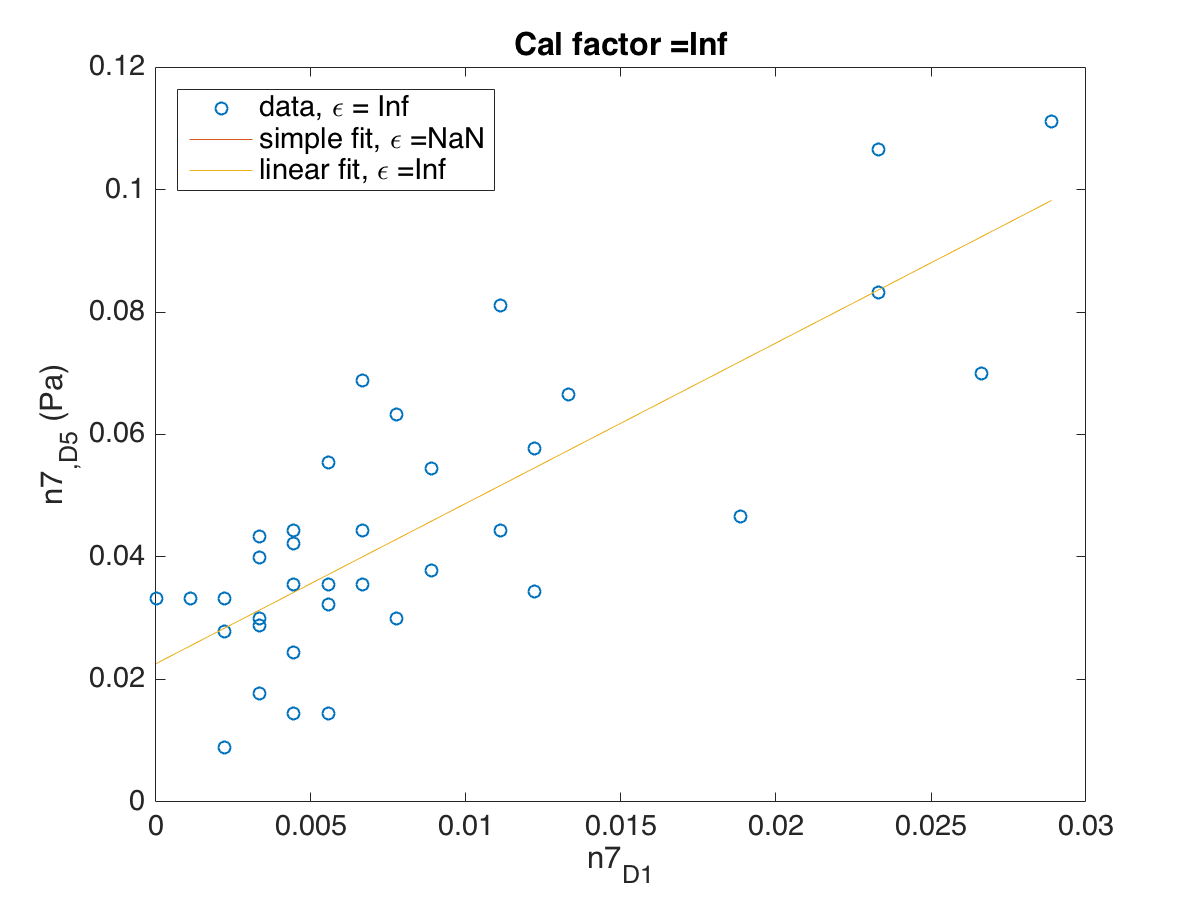 Cal factor =Inf
0.12
0.1
0.08
0.06
0.04
0.02
0
data, ϵ = Inf
simple fit, ϵ =NaN
linear fit, ϵ =Inf
n7,D5 (Pa)
0 0.005 0.01 0.015 0.02 0.025 0.03
n7D1